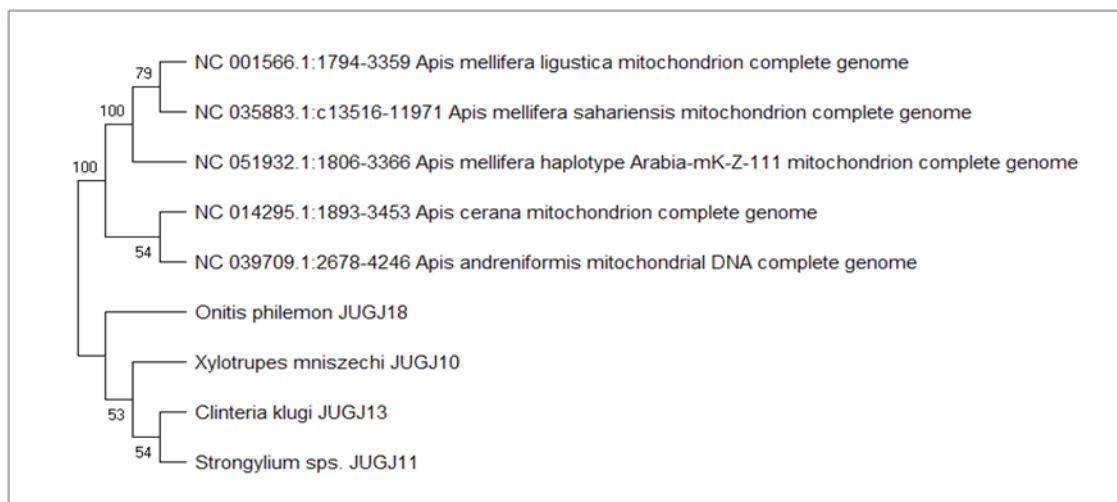 79
NC 001566.1:1794-3359 Apis mellifera ligustica mitochondrion complete genome
100
NC 035883.1:c13516-11971 Apis mellifera sahariensis mitochondrion complete genome
NC 051932.1:1806-3366 Apis mellifera haplotype Arabia-mK-Z-111 mitochondrion complete genome
100
NC 014295.1:1893-3453 Apis cerana mitochondrion complete genome
54
NC 039709.1:2678-4246 Apis andreniformis mitochondrial DNA complete genome
Onitis philemon JUGJ18
Xylotrupes mniszechi JUGJ10
53
Clinteria klugi JUGJ13
54
Strongylium sps. JUGJ11